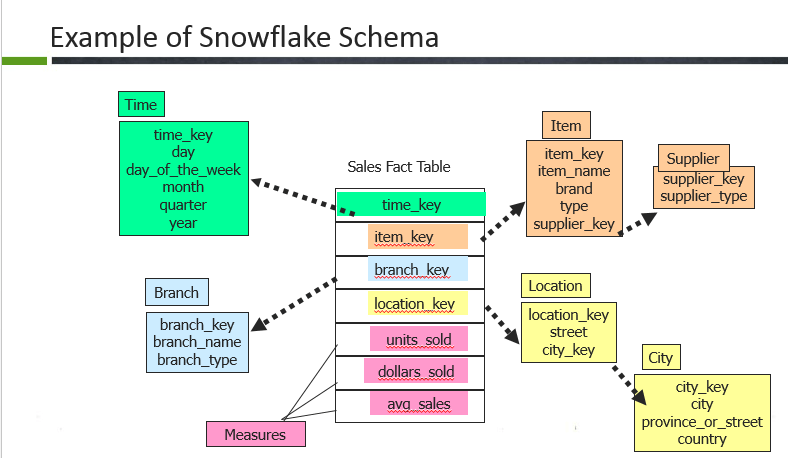 Example of Snowflake Schema
Time
time_key
day
day_of_the_week
month
quarter
year
Sales Fact Table
time_key
item_key
branch_key
location_key
units_sold
dollars_sold
avg_sales
Measures
Branch
branch_key
branch_name
branch_type
Item
item_key
item_name
brand
type
supplier_key
Supplier
supplier_key
supplier_type
Location
location_key
street
city_key
City
city_key
city
province_or_street
country